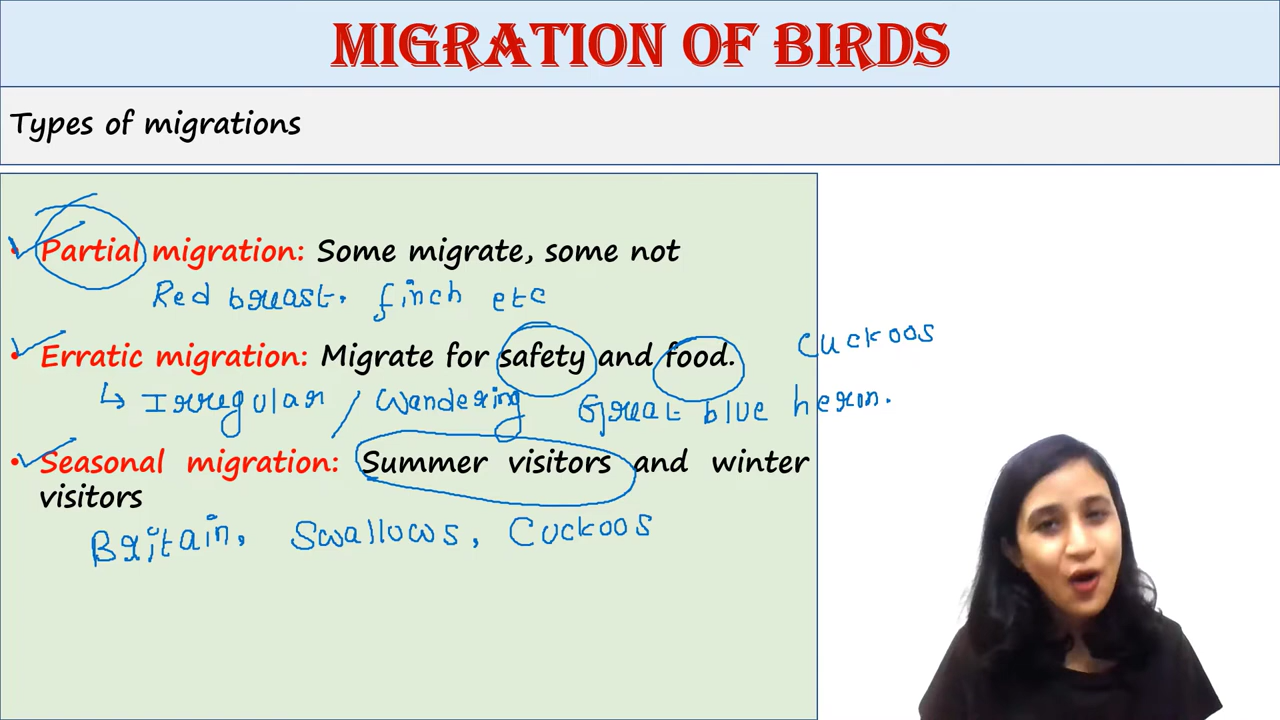 MIGRATION OF BIRDS
Types of migrations
• Partial migration: Some migrate, some not
Red breast. finch etc
• Erratic migration: Migrate for safety and food.
Cuckoos
↳ Irregular / Wandering Great blue heron.
• Seasonal migration: Summer visitors and winter
visitors
Britain, Swallows, Cuckoos